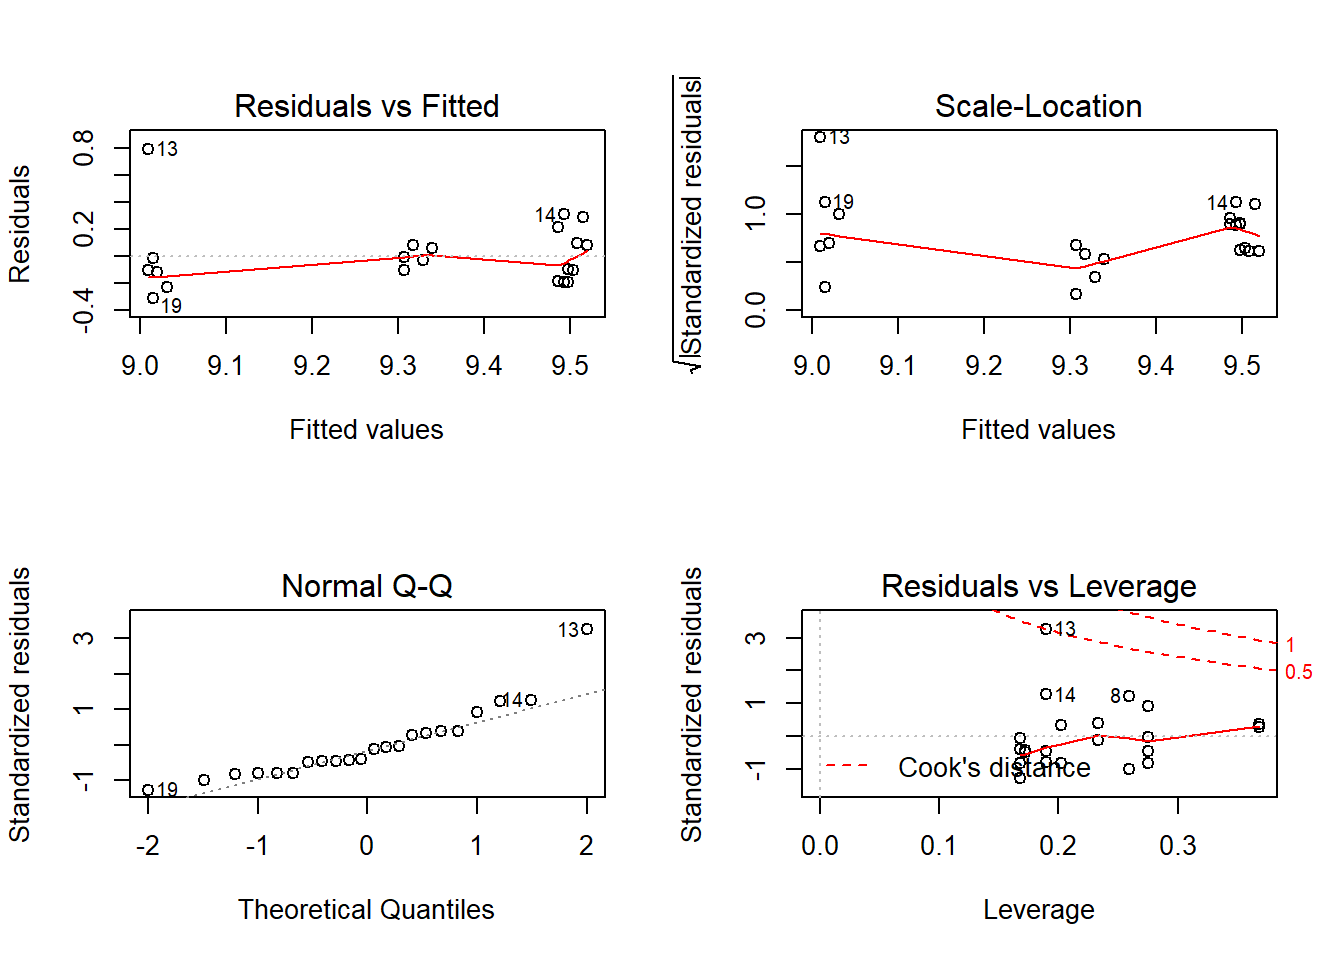 Residuals vs Fitted
Residuals
0.8
0.2
-0.4
13
14
19
9.0 9.1 9.2 9.3 9.4 9.5
Fitted values
Scale-Location
√|Standardized residuals|
1.0
0.0
13
19
14
9.0 9.1 9.2 9.3 9.4 9.5
Fitted values
Normal Q-Q
Standardized residuals
3
1
-1
13
14
19
-2 -1 0 1 2
Theoretical Quantiles
Residuals vs Leverage
Standardized residuals
3
1
-1
13
14
8
1
0.5
Cook's distance
0.0 0.1 0.2 0.3
Leverage